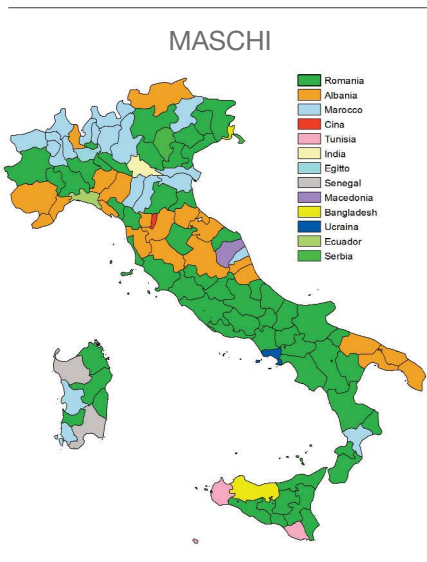 MASCHI
Romania
Albania
Marocco
Cina
Tunisia
India
Egitto
Senegal
Macedonia
Bangladesh
Ucraina
Ecuador
Serbia